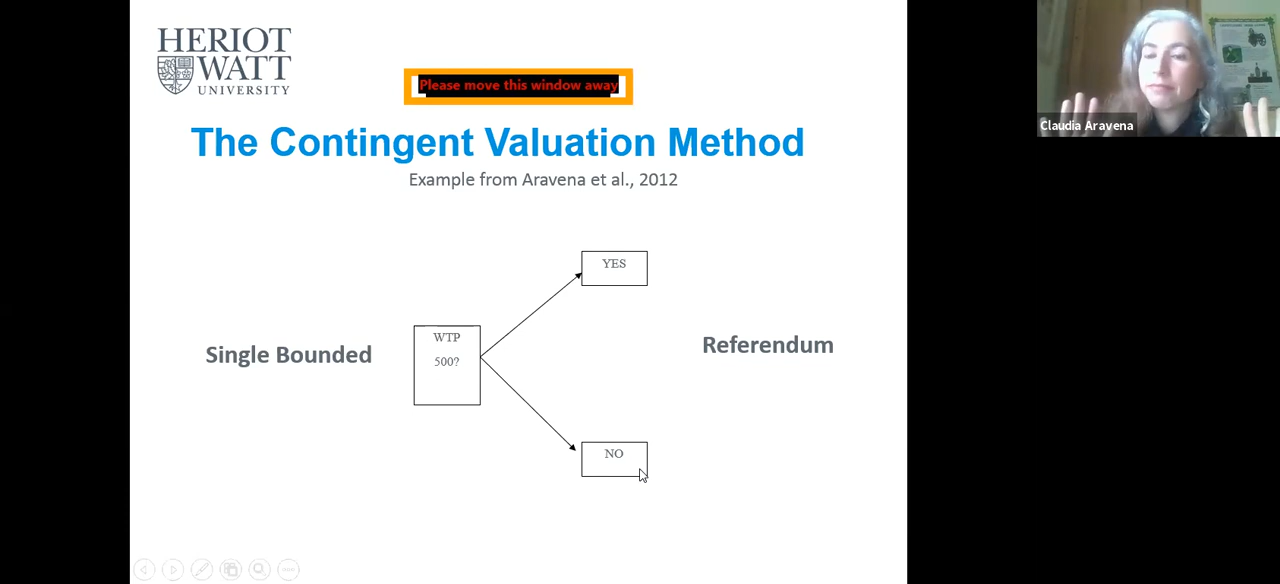 HERIOT
WATT
UNIVERSITY
Please move this window away
The Contingent Valuation Method
Example from Aravena et al., 2012
YES
Single Bounded
WTP
500?
Referendum
NO
Claudia Aravena